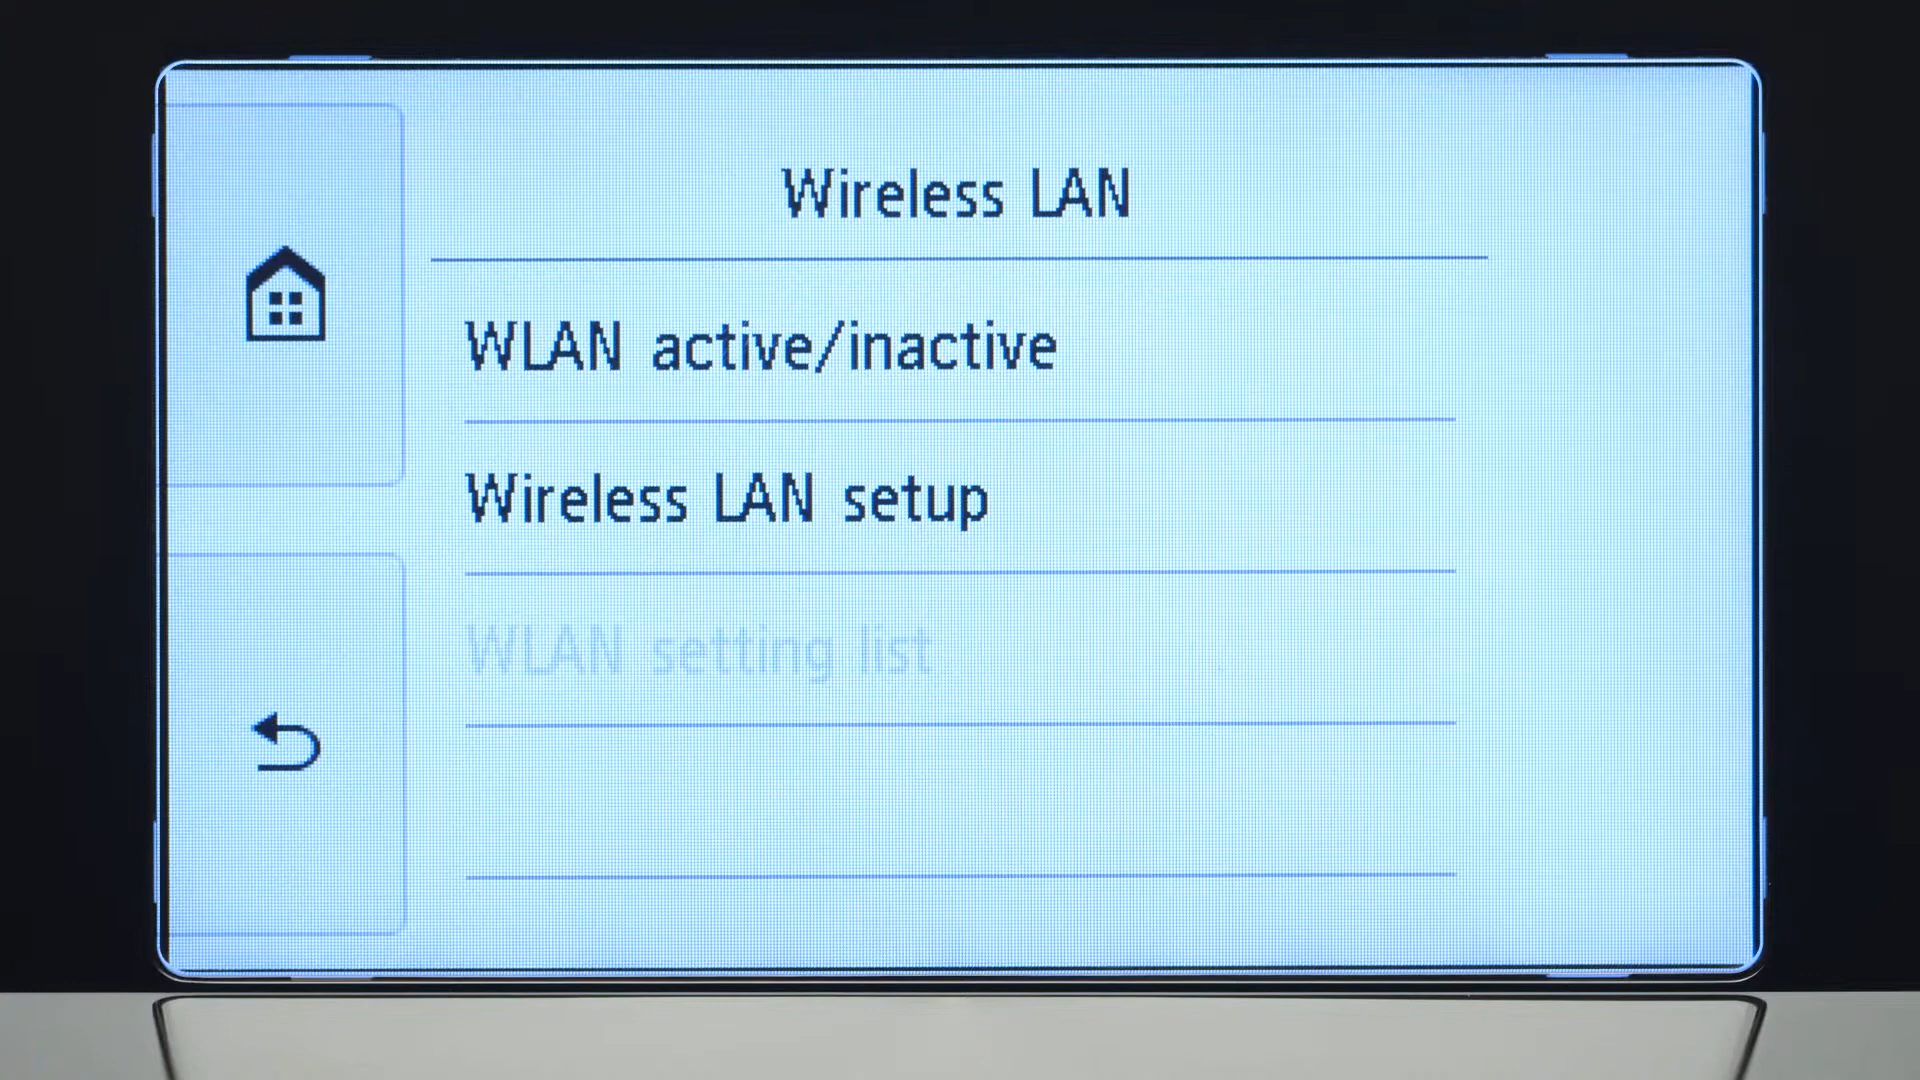 Wireless LAN
WLAN active/inactive
Wireless LAN setup
WLAN setting list